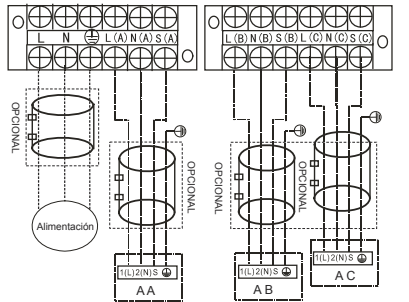 L N L(A) N(A) S(A)
L(B) N(B) S(B) L(C) N(C) S(C)
OPCIONAL
OPCIONAL
OPCIONAL
OPCIONAL
Alimentación
1(L) 2(N) S
AA
1(L) 2(N) S
AB
1(L) 2(N) S
AC